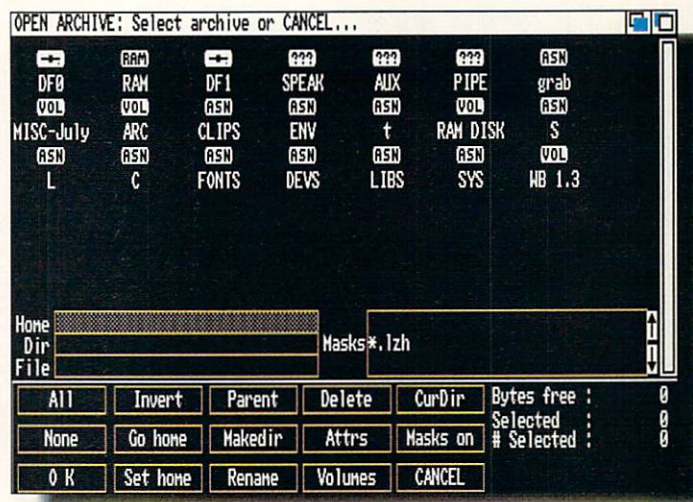 OPEN ARCHIVE: Select archive or CANCEL...
RAM ??? ??? ??? ASN
DF0 RAM DF1 SPEAK AUX PIPE grab
VOL VOL ASN ASN ASN VOL ASN
MISC-July ARC CLIPS ENV t RAM DISK S
ASN ASN ASN ASN ASN ASN VOL
L C FONTS DEVS LIBS SYS WB 1.3
Home
Dir Masks *.lzh
File
All Invert Parent Delete CurDir Bytes free : 0
Selected : 0
None Go home Makedir Attrs Masks on # Selected : 0
O K Set home Rename Volumes CANCEL